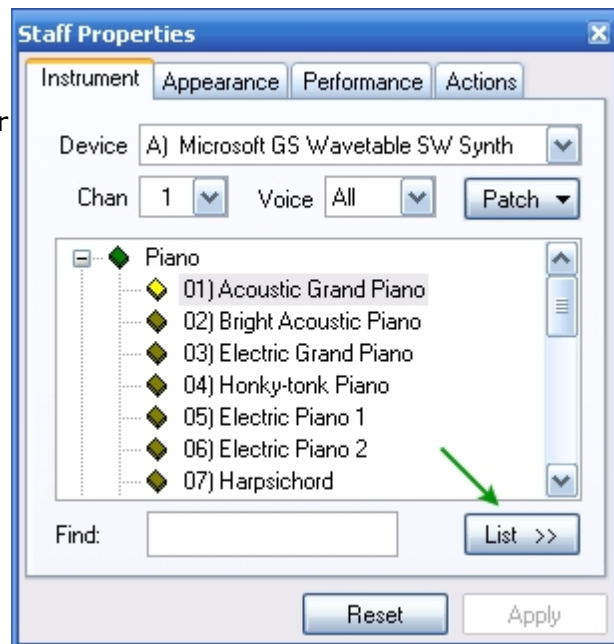 Staff Properties
Instrument Appearance Performance Actions
r
Device A) Microsoft GS Wavetable SW Synth
Chan 1 Voice All Patch
Piano
01) Acoustic Grand Piano
02) Bright Acoustic Piano
03) Electric Grand Piano
04) Honky-tonk Piano
05) Electric Piano 1
06) Electric Piano 2
07) Harpsichord
Find: List >>
Reset Apply